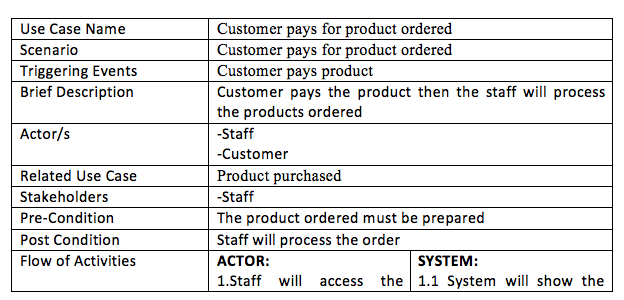 Use Case Name Customer pays for product ordered
Scenario Customer pays for product ordered
Triggering Events Customer pays product
Brief Description Customer pays the product then the staff will process
the products ordered
Actor/s -Staff
-Customer
Related Use Case Product purchased
Stakeholders -Staff
Pre-Condition The product ordered must be prepared
Post Condition Staff will process the order
Flow of Activities ACTOR: SYSTEM:
1.Staff will access the 1.1 System will show the